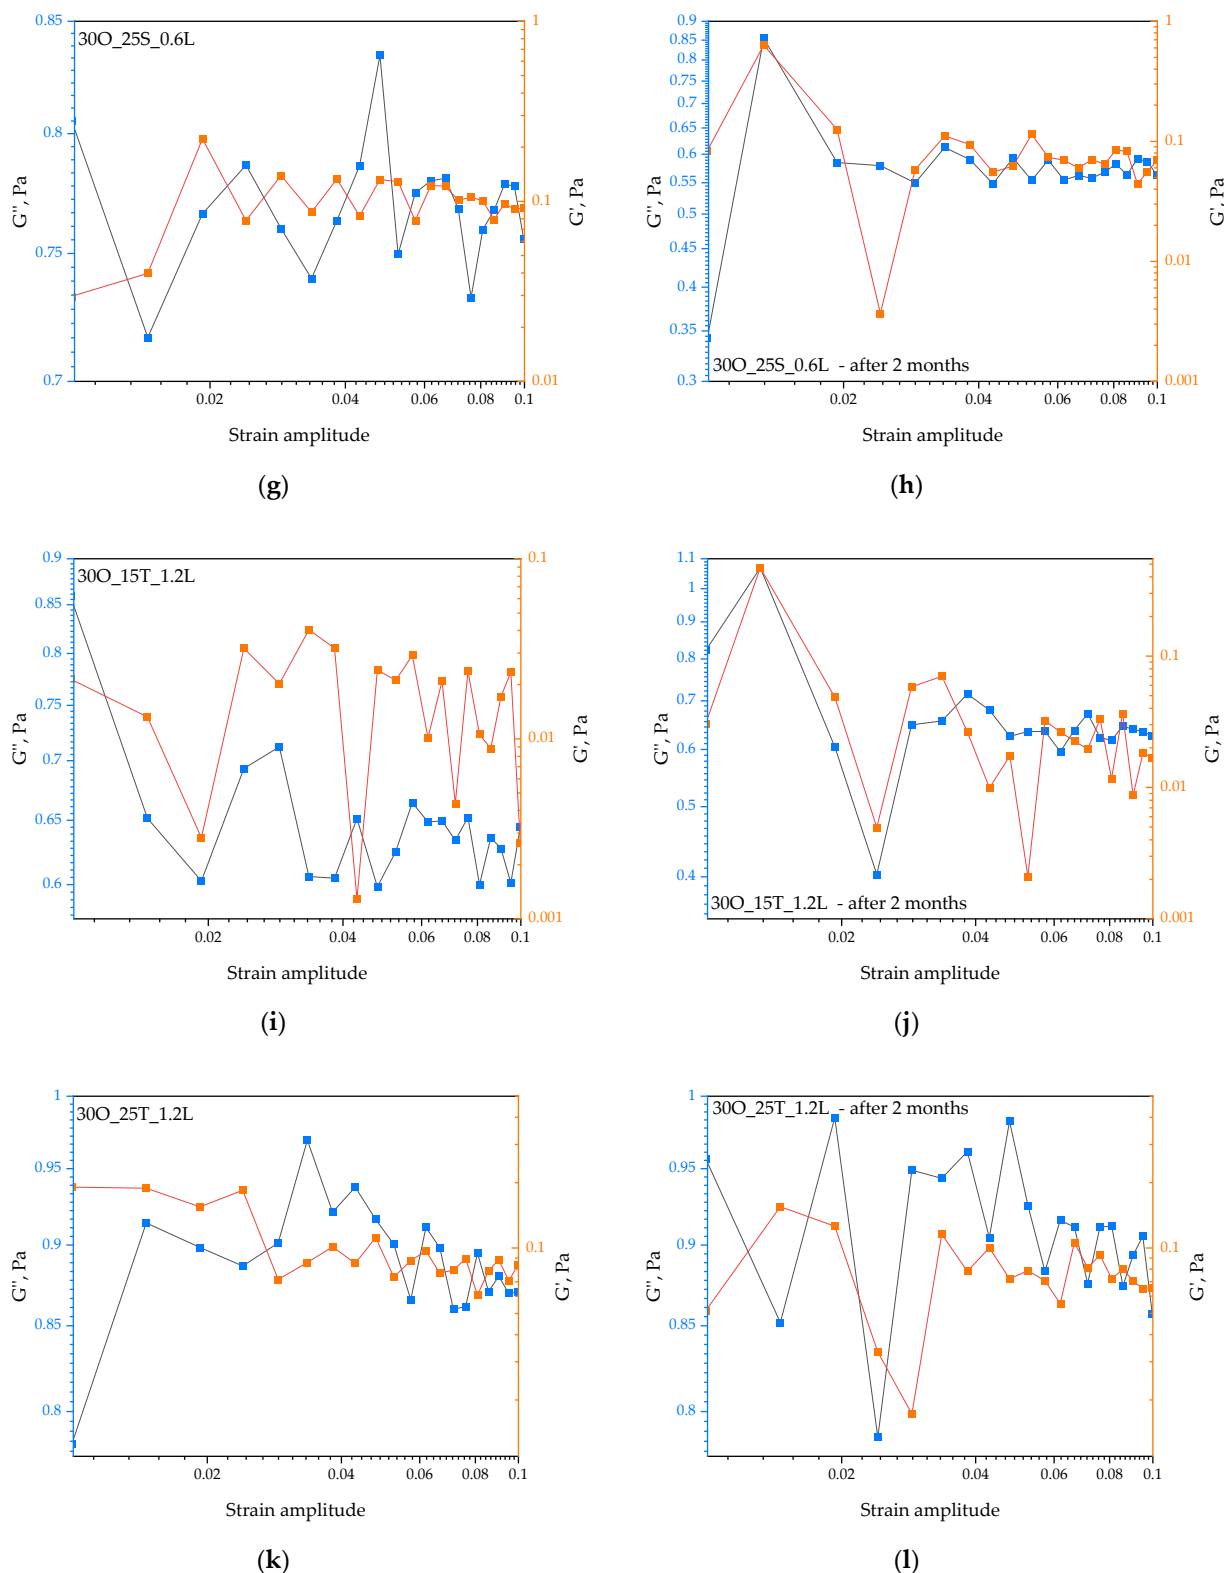 30O_25S_0.6L
0.85
0.8
0.75
0.7
G'', Pa
1
0.1
0.01
G', Pa
0.02 0.04 0.06 0.08 0.1
Strain amplitude
(g)
0.9
0.85
0.8
0.75
0.7
0.65
0.6
0.55
0.5
0.45
0.4
0.35
0.3
G'', Pa
1
0.1
0.01
0.001
G', Pa
30O_25S_0.6L - after 2 months
0.02 0.04 0.06 0.08 0.1
Strain amplitude
(h)
30O_15T_1.2L
0.9
0.85
0.8
0.75
0.7
0.65
0.6
G'', Pa
0.1
0.01
0.001
G', Pa
0.02 0.04 0.06 0.08 0.1
Strain amplitude
(i)
1.1
1
0.9
0.8
0.7
0.6
0.5
0.4
G'', Pa
0.1
0.01
0.001
G', Pa
30O_15T_1.2L - after 2 months
0.02 0.04 0.06 0.08 0.1
Strain amplitude
(j)
30O_25T_1.2L
1
0.95
0.9
0.85
0.8
G'', Pa
0.1
G', Pa
0.02 0.04 0.06 0.08 0.1
Strain amplitude
(k)
30O_25T_1.2L - after 2 months
1
0.95
0.9
0.85
0.8
G'', Pa
0.1
G', Pa
0.02 0.04 0.06 0.08 0.1
Strain amplitude
(l)